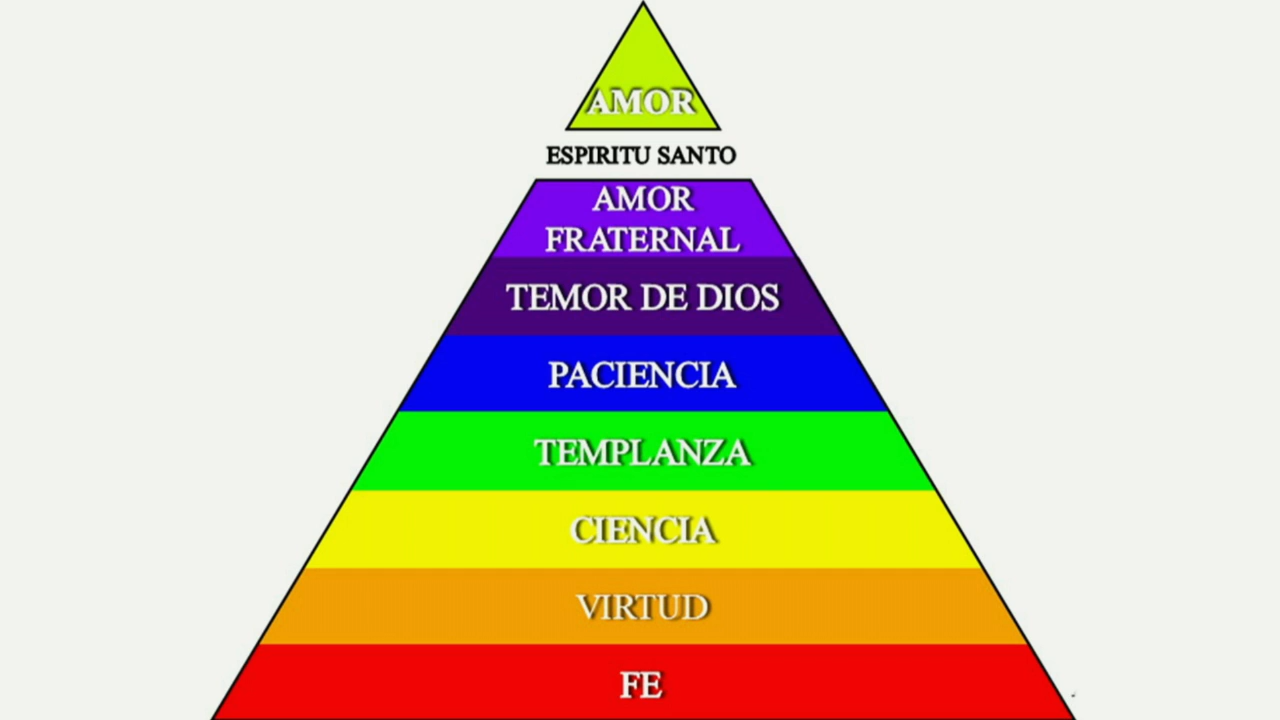 AMOR
ESPIRITU SANTO
AMOR
FRATERNAL
TEMOR DE DIOS
PACIENCIA
TEMPLANZA
CIENCIA
VIRTUD
FE